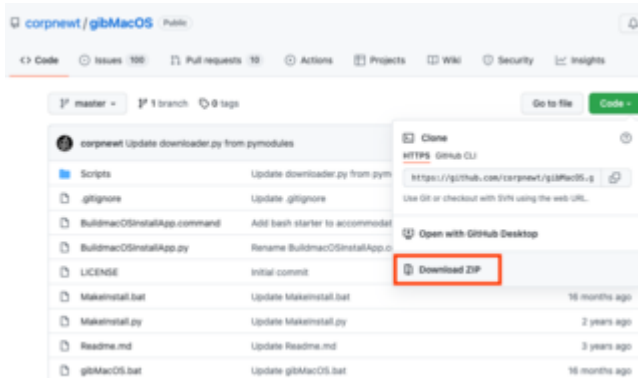 corpnewt / gibMacOS Public
Code Issues 100 Pull requests 10 Actions Projects Wiki Security Insights
master 1 branch 0 tags Go to file Code
corpnewt Update downloader.py from pymodules
Clone
HTTPS GitHub CLI
https://github.com/corpnewt/gibMacOS.g
Use Git or checkout with SVN using the web URL.
Open with GitHub Desktop
Download ZIP
Scripts Update downloader.py from pym
.gitignore Update .gitignore
BuildmacOSInstallApp.command Add bash starter to accommodat
BuildmacOSInstallApp.py Rename BuildmacOSInstallApp.c
LICENSE Initial commit
MakeInstall.bat Update MakeInstall.bat 16 months ago
MakeInstall.py Update MakeInstall.py 2 years ago
Readme.md Update Readme.md 3 years ago
gibMacOS.bat Update gibMacOS.bat 16 months ago